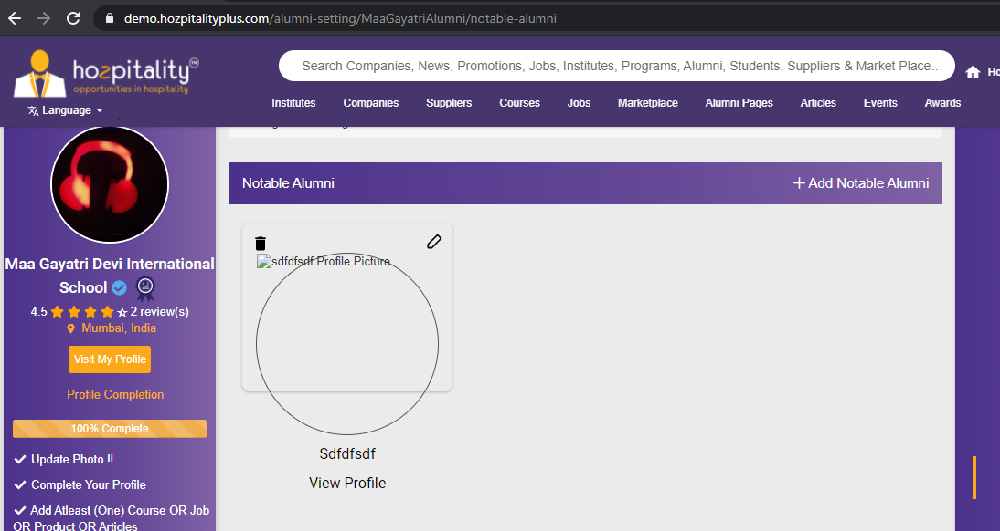 demo.hozpitalityplus.com/alumni-setting/MaaGayatriAlumni/notable-alumni
hozpitality™
opportunities in hospitality
Search Companies, News, Promotions, Jobs, Institutes, Programs, Alumni, Students, Suppliers & Market Place...
Ho
Language
Institutes Companies Suppliers Courses Jobs Marketplace Alumni Pages Articles Events Awards
Notable Alumni
+ Add Notable Alumni
sdfdfsdf Profile Picture
Sdfdfsdf
View Profile
Maa Gayatri Devi International
School
4.5 2 review(s)
Mumbai, India
Visit My Profile
Profile Completion
100% Complete
Update Photo !!
Complete Your Profile
Add Atleast (One) Course OR Job
OR Product OR Articles